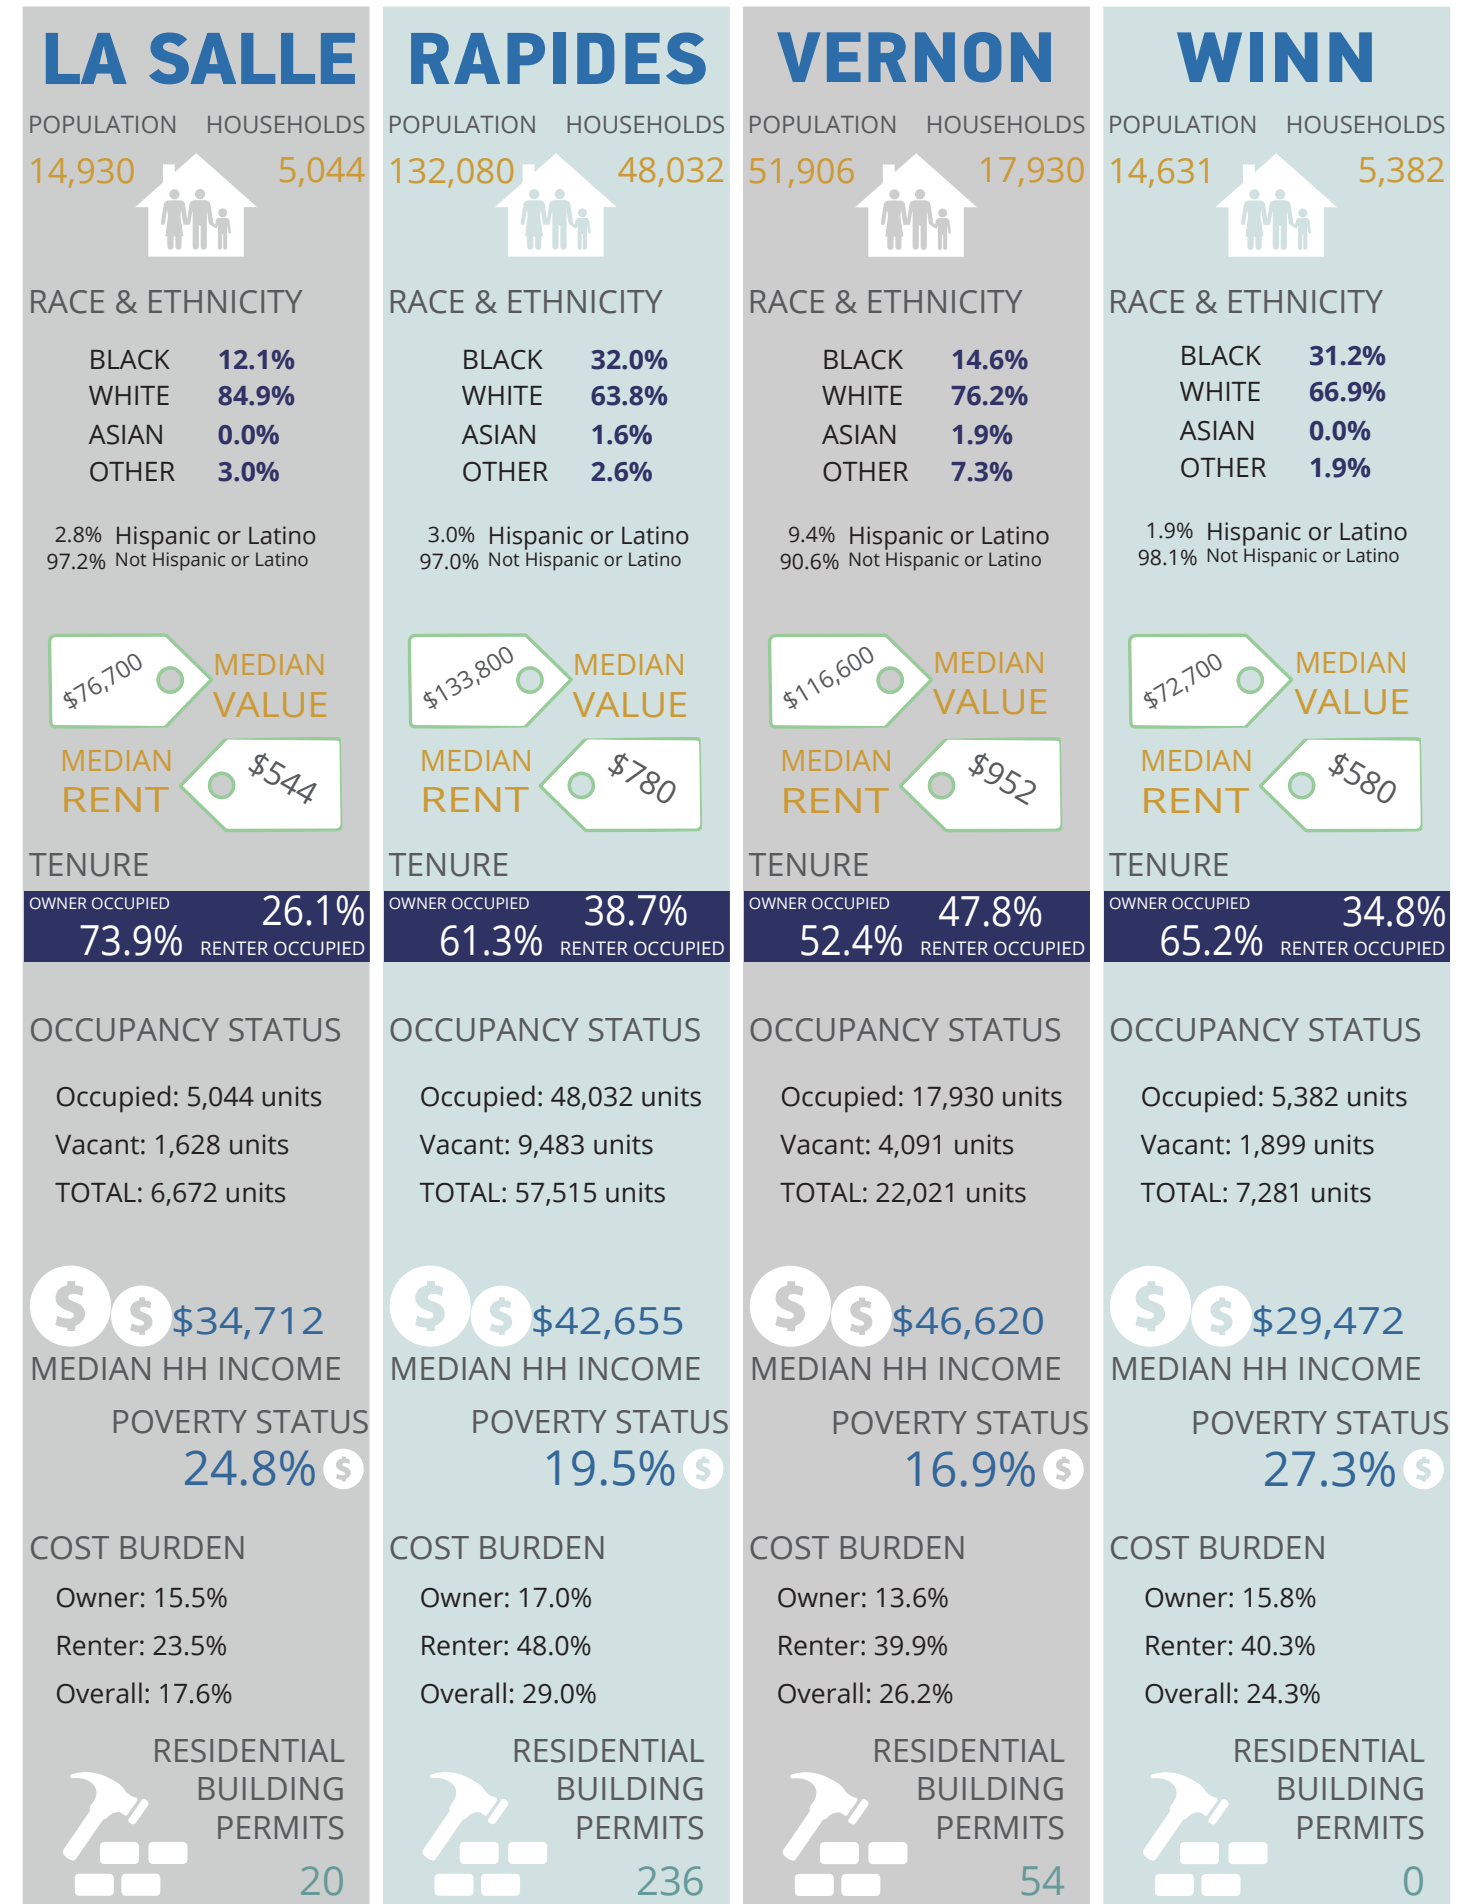 LA SALLE
POPULATION HOUSEHOLDS
14,930 5,044
RACE & ETHNICITY
BLACK 12.1%
WHITE 84.9%
ASIAN 0.0%
OTHER 3.0%
2.8% Hispanic or Latino
97.2% Not Hispanic or Latino
$76,700
MEDIAN
VALUE
MEDIAN
RENT
$544
TENURE
OWNER OCCUPIED 26.1%
73.9% RENTER OCCUPIED
OCCUPANCY STATUS
Occupied: 5,044 units
Vacant: 1,628 units
TOTAL: 6,672 units
$ $ $34,712
MEDIAN HH INCOME
POVERTY STATUS
24.8% $
COST BURDEN
Owner: 15.5%
Renter: 23.5%
Overall: 17.6%
RESIDENTIAL
BUILDING
PERMITS
20
RAPIDES
POPULATION HOUSEHOLDS
132,080 48,032
RACE & ETHNICITY
BLACK 32.0%
WHITE 63.8%
ASIAN 1.6%
OTHER 2.6%
3.0% Hispanic or Latino
97.0% Not Hispanic or Latino
$133,800
MEDIAN
VALUE
MEDIAN
RENT
$780
TENURE
OWNER OCCUPIED 38.7%
61.3% RENTER OCCUPIED
OCCUPANCY STATUS
Occupied: 48,032 units
Vacant: 9,483 units
TOTAL: 57,515 units
$ $ $42,655
MEDIAN HH INCOME
POVERTY STATUS
19.5% $
COST BURDEN
Owner: 17.0%
Renter: 48.0%
Overall: 29.0%
RESIDENTIAL
BUILDING
PERMITS
236
VERNON
POPULATION HOUSEHOLDS
51,906 17,930
RACE & ETHNICITY
BLACK 14.6%
WHITE 76.2%
ASIAN 1.9%
OTHER 7.3%
9.4% Hispanic or Latino
90.6% Not Hispanic or Latino
$116,600
MEDIAN
VALUE
MEDIAN
RENT
$952
TENURE
OWNER OCCUPIED 47.8%
52.4% RENTER OCCUPIED
OCCUPANCY STATUS
Occupied: 17,930 units
Vacant: 4,091 units
TOTAL: 22,021 units
$ $ $46,620
MEDIAN HH INCOME
POVERTY STATUS
16.9% $
COST BURDEN
Owner: 13.6%
Renter: 39.9%
Overall: 26.2%
RESIDENTIAL
BUILDING
PERMITS
54
WINN
POPULATION HOUSEHOLDS
14,631 5,382
RACE & ETHNICITY
BLACK 31.2%
WHITE 66.9%
ASIAN 0.0%
OTHER 1.9%
1.9% Hispanic or Latino
98.1% Not Hispanic or Latino
$72,700
MEDIAN
VALUE
MEDIAN
RENT
$580
TENURE
OWNER OCCUPIED 34.8%
65.2% RENTER OCCUPIED
OCCUPANCY STATUS
Occupied: 5,382 units
Vacant: 1,899 units
TOTAL: 7,281 units
$ $ $29,472
MEDIAN HH INCOME
POVERTY STATUS
27.3% $
COST BURDEN
Owner: 15.8%
Renter: 40.3%
Overall: 24.3%
RESIDENTIAL
BUILDING
PERMITS
0